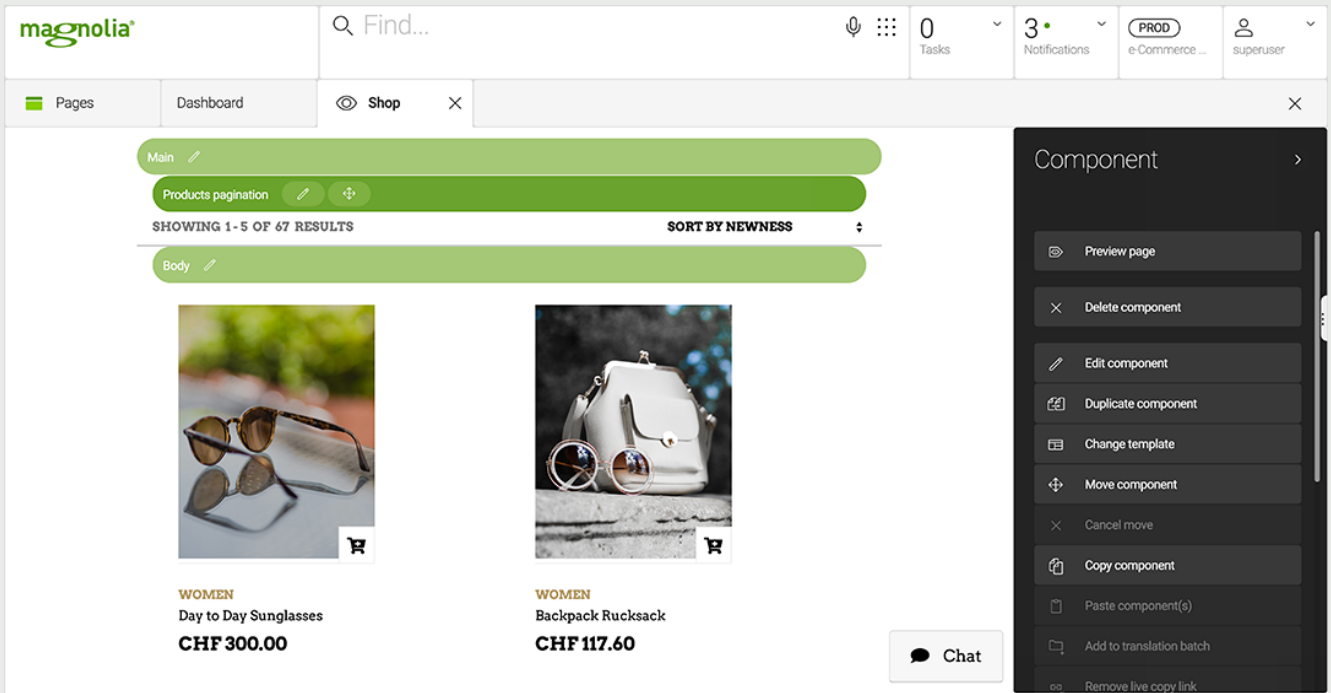 magnolia®
Find...
0
Tasks
3
Notifications
PROD
e-Commerce ...
superuser
Pages
Dashboard
Shop
Main
Products pagination
SHOWING 1-5 OF 67 RESULTS
SORT BY NEWNESS
Body
WOMEN
Day to Day Sunglasses
CHF 300.00
WOMEN
Backpack Rucksack
CHF 117.60
Chat
Component
Preview page
Delete component
Edit component
Duplicate component
Change template
Move component
Cancel move
Copy component
Paste component(s)
Add to translation batch
Remove live copy link